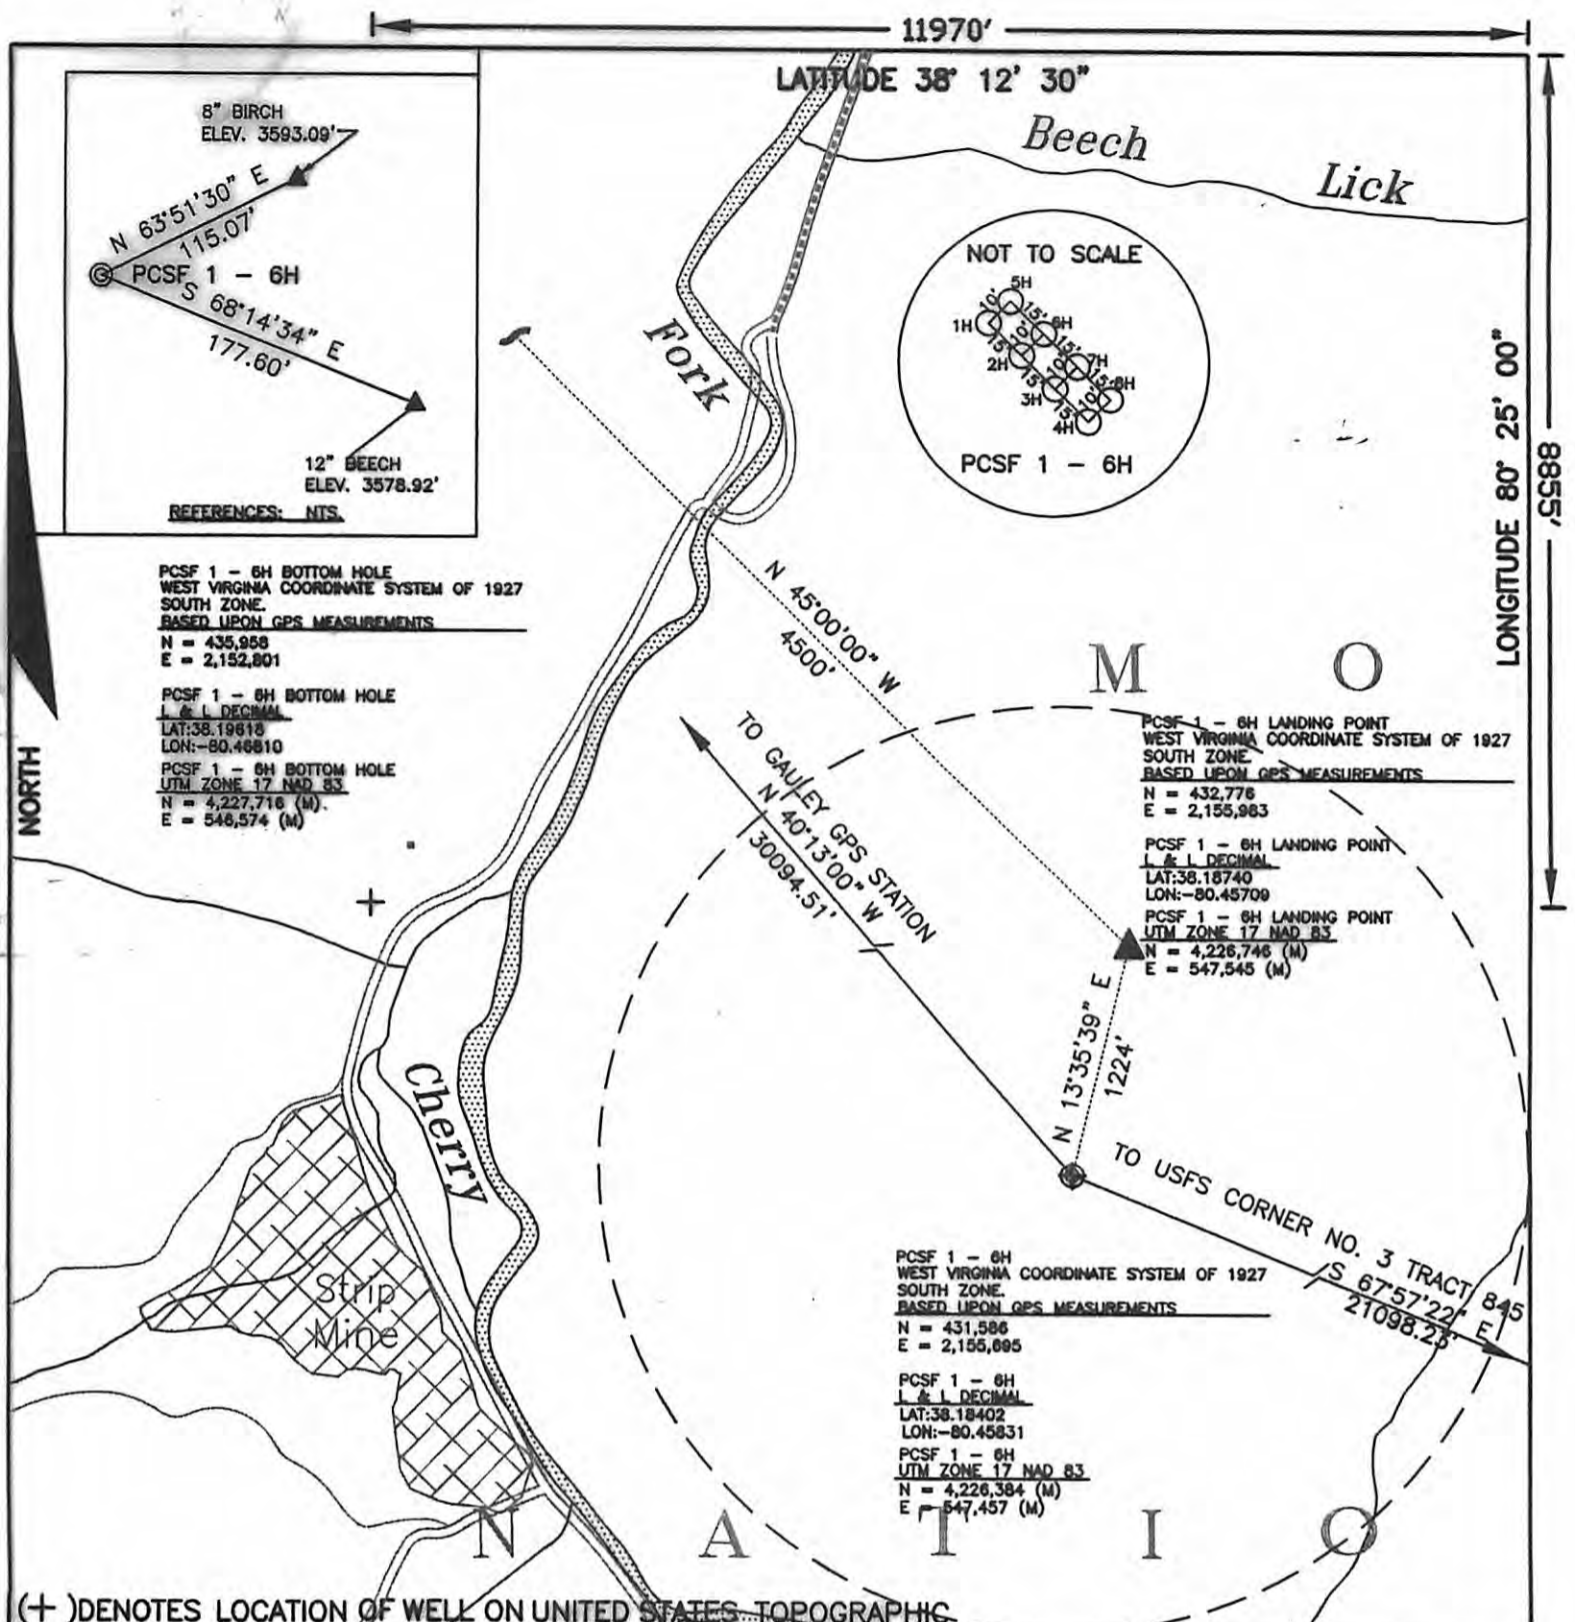 11970'
LATITUDE 38° 12' 30"
8" BIRCH
ELEV. 3593.09'
N 63°51'30" E
115.07'
PCSF 1 - 6H
S 68°14'34" E
177.60'
12" BEECH
ELEV. 3578.92'
REFERENCES: NTS.
Beech Lick
NOT TO SCALE
5H
10'
15'
1H
6H
10'
15'
15'
7H
2H
10'
15'
15'
8H
3H
10'
15'
4H
PCSF 1 - 6H
LONGITUDE 80° 25' 00"
8855'
Fork
PCSF 1 - 6H BOTTOM HOLE
WEST VIRGINIA COORDINATE SYSTEM OF 1927
SOUTH ZONE.
BASED UPON GPS MEASUREMENTS
N = 435,958
E = 2,152,801
PCSF 1 - 6H BOTTOM HOLE
L & L DECIMAL
LAT:38.19618
LON:-80.46810
PCSF 1 - 6H BOTTOM HOLE
UTM ZONE 17 NAD 83
N = 4,227,716 (M).
E = 546,574 (M)
NORTH
N 45°00'00" W
4500'
M O
TO GAULEY GPS STATION
N 40°13'00" W
30094.51'
PCSF 1 - 6H LANDING POINT
WEST VIRGINIA COORDINATE SYSTEM OF 1927
SOUTH ZONE.
BASED UPON GPS MEASUREMENTS
N = 432,776
E = 2,155,983
PCSF 1 - 6H LANDING POINT
L & L DECIMAL
LAT:38.18740
LON:-80.45709
PCSF 1 - 6H LANDING POINT
UTM ZONE 17 NAD 83
N = 4,226,746 (M)
E = 547,545 (M)
N 13°35'39" E
1224'
Cherry
TO USFS CORNER NO. 3 TRACT 845
S 67°57'22" E
21098.23'
Strip
Mine
PCSF 1 - 6H
WEST VIRGINIA COORDINATE SYSTEM OF 1927
SOUTH ZONE.
BASED UPON GPS MEASUREMENTS
N = 431,586
E = 2,155,695
PCSF 1 - 6H
L & L DECIMAL
LAT:38.18402
LON:-80.45831
PCSF 1 - 6H
UTM ZONE 17 NAD 83
N = 4,226,384 (M)
E = 547,457 (M)
N A T I O
(+)DENOTES LOCATION OF WELL ON UNITED STATES TOPOGRAPHIC